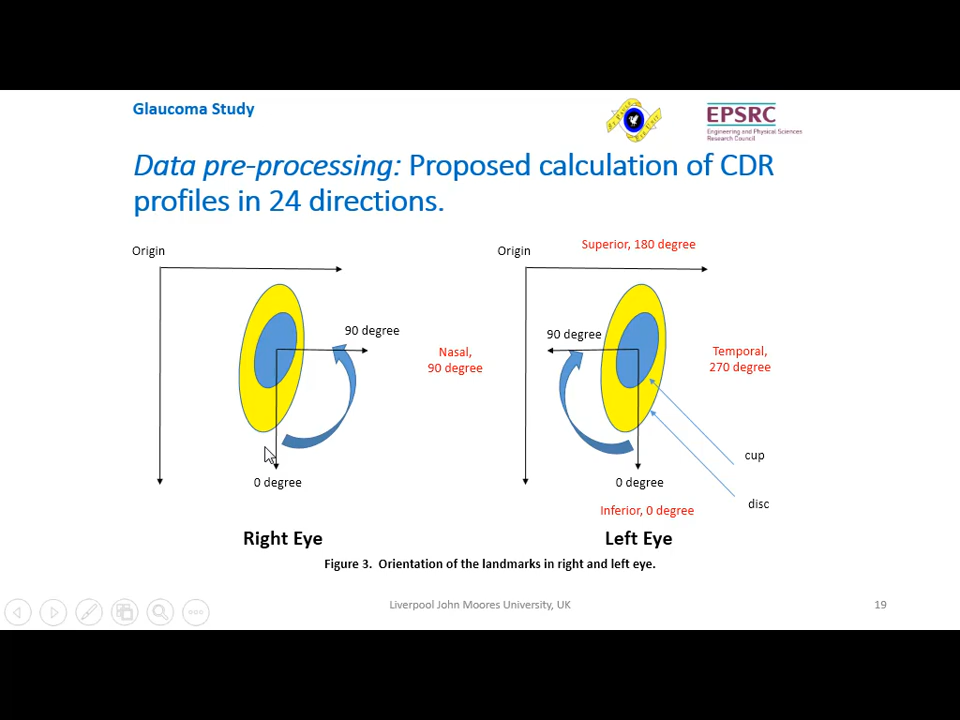 Glaucoma Study
EPSRC
Engineering and Physical Sciences
Research Council
Data pre-processing: Proposed calculation of CDR
profiles in 24 directions.
Origin
90 degree
0 degree
Right Eye
Origin
Superior, 180 degree
90 degree
Nasal,
90 degree
Temporal,
270 degree
cup
disc
0 degree
Inferior, 0 degree
Left Eye
Figure 3. Orientation of the landmarks in right and left eye.
Liverpool John Moores University, UK
19